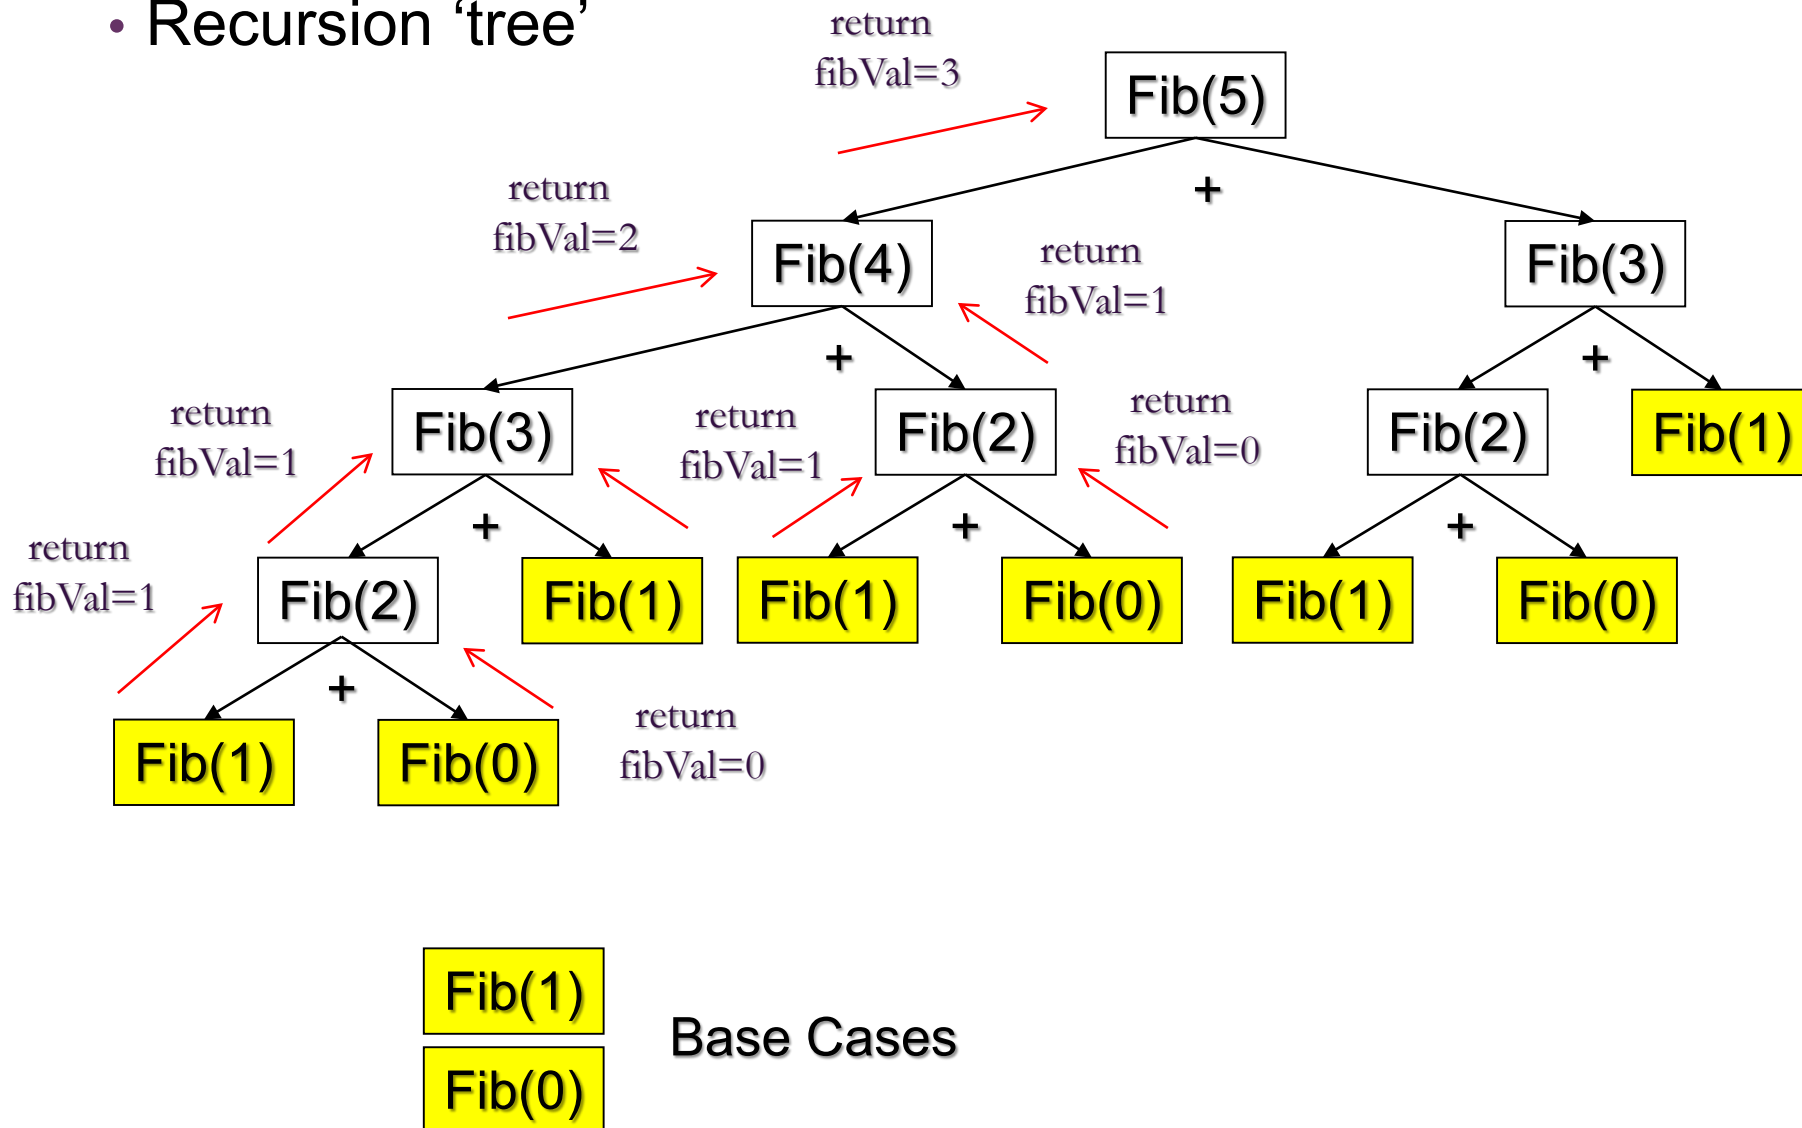 • Recursion ‘tree’
return
fibVal=3
Fib(5)
return
fibVal=2
+
Fib(4)
return
fibVal=1
Fib(3)
+
+
return
fibVal=1
Fib(3)
return
fibVal=1
Fib(2)
return
fibVal=0
Fib(2)
Fib(1)
return
fibVal=1
+
+
+
Fib(2)
Fib(1)
Fib(1)
Fib(0)
Fib(1)
Fib(0)
+
return
fibVal=0
Fib(1)
Fib(0)
Fib(1)
Base Cases
Fib(0)